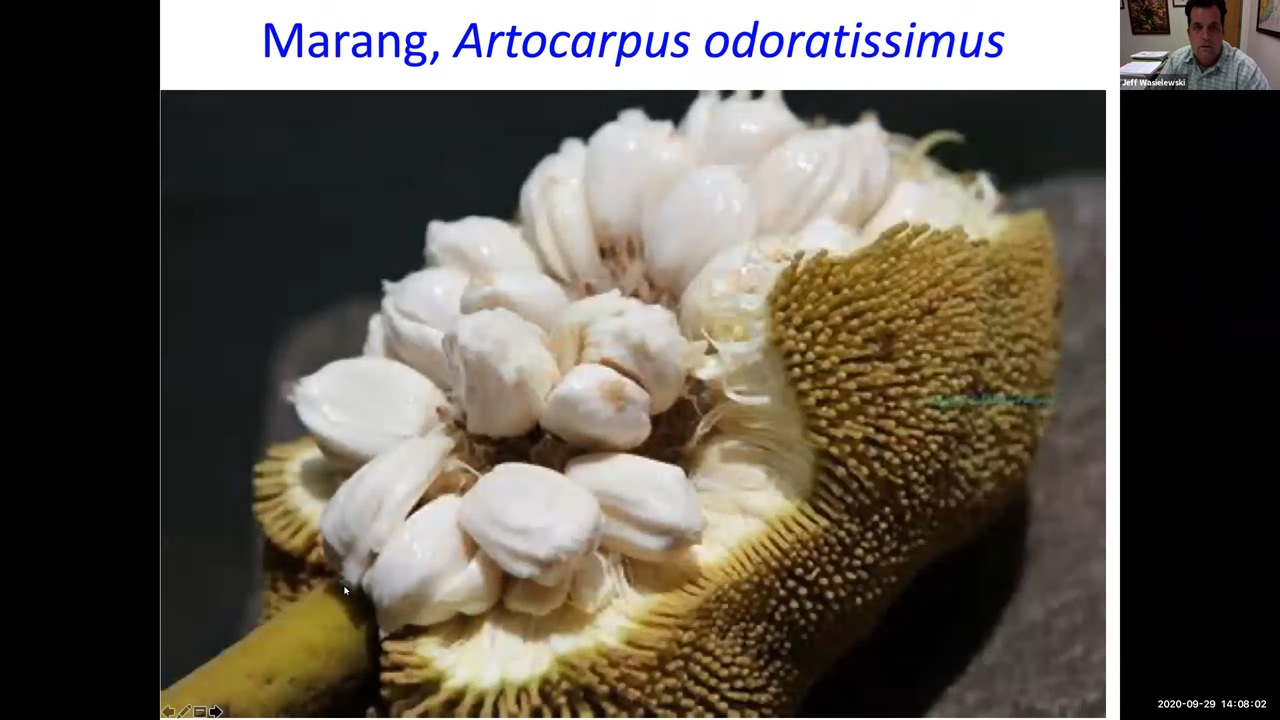 Marang, Artocarpus odoratissimus
Jeff Wasielewski
2020-09-29 14:08:02